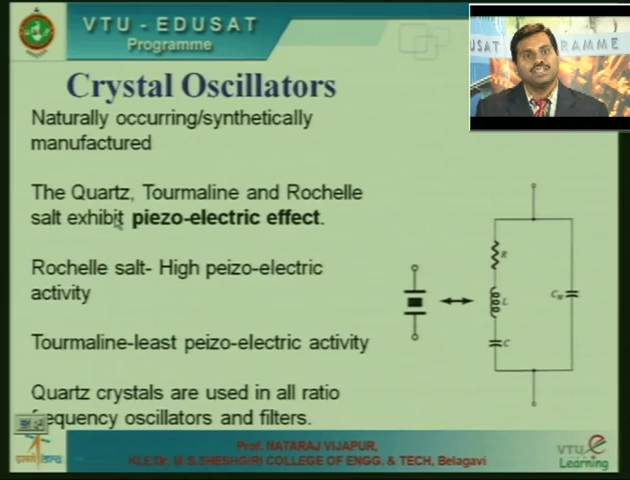 VTU - EDUSAT
Programme
USAT
RAMME
Crystal Oscillators
Naturally occurring/synthetically
manufactured
The Quartz, Tourmaline and Rochelle
salt exhibit piezo-electric effect.
Rochelle salt- High peizo-electric
activity
Tourmaline-least peizo-electric activity
Quartz crystals are used in all ratio
frequency oscillators and filters.
R
L
C
C
Prof. NATARAJ VIJAPUR,
KLE Dr. M.S.SHESHGIRI COLLEGE OF ENGG. & TECH, Belagavi
VTU e
Learning